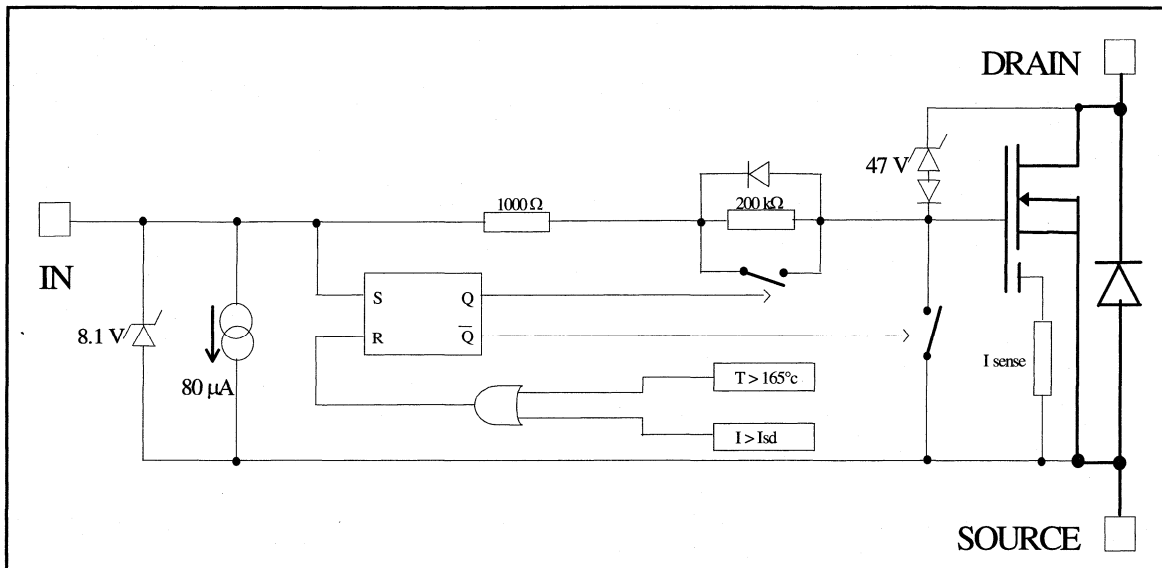 DRAIN
47 V
1000 Ω
200 kΩ
IN
S
Q
R
Q̅
8.1 V
80 µA
I sense
T > 165°c
I > Isd
SOURCE